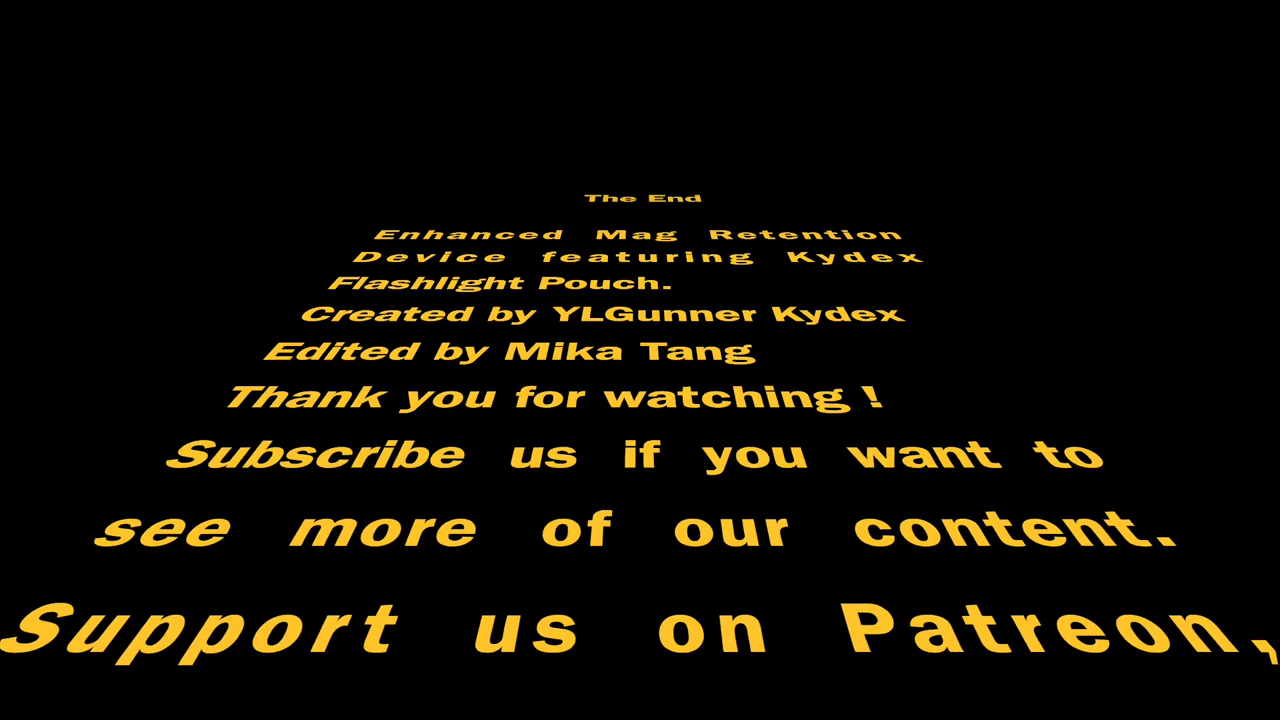 The End
Enhanced Mag Retention
Device featuring Kydex
Flashlight Pouch.
Created by YLGunner Kydex
Edited by Mika Tang
Thank you for watching !
Subscribe us if you want to
see more of our content.
Support us on Patreon,